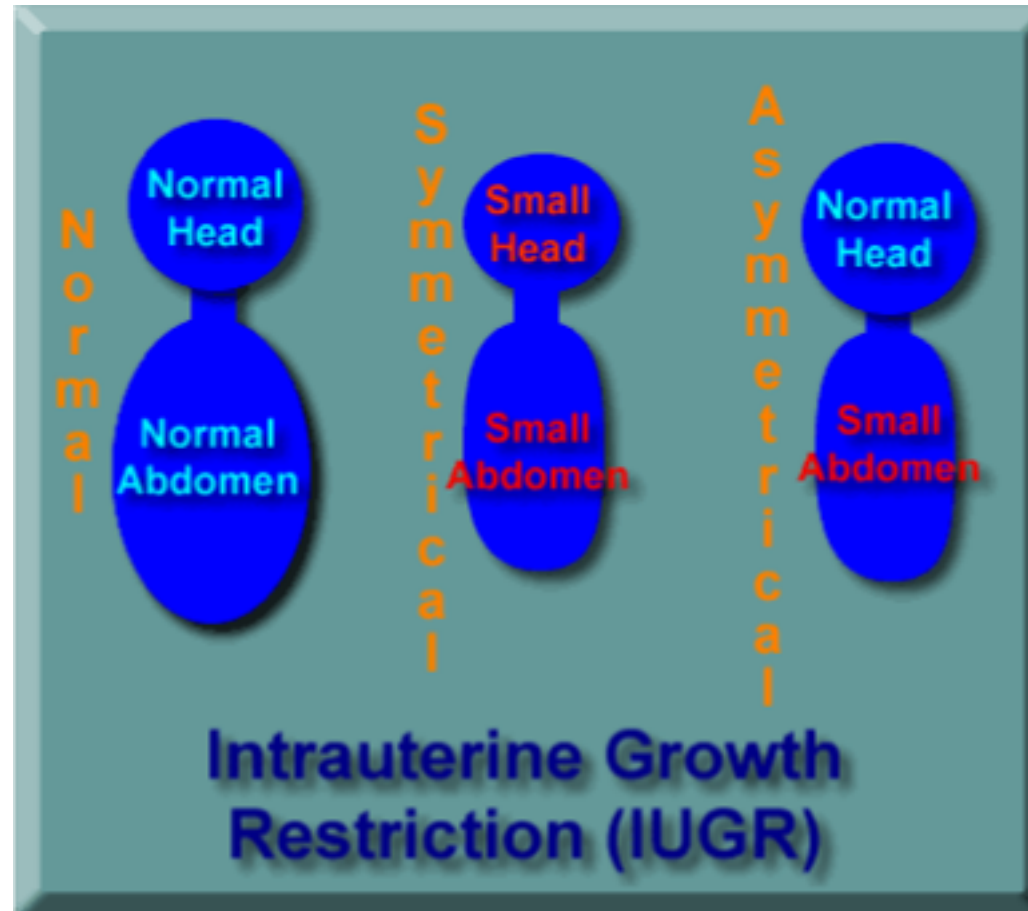 Normal
Normal
Head
Normal
Abdomen
Symmetrical
Small
Head
Small
Abdomen
Asymmetrical
Normal
Head
Small
Abdomen
Intrauterine Growth
Restriction (IUGR)